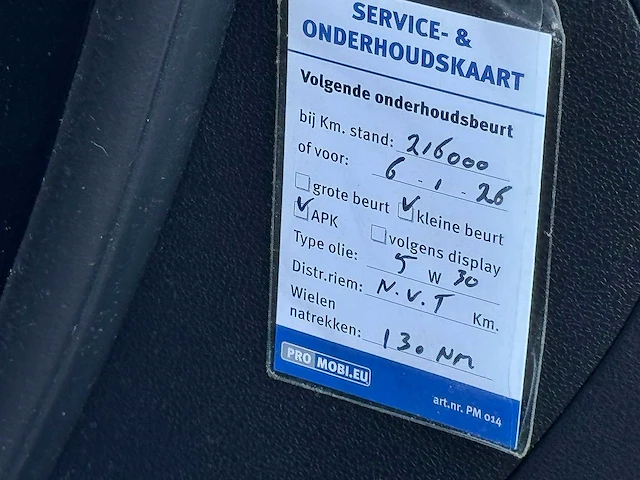 SERVICE- &
ONDERHOUDSKAART
Volgende onderhoudsbeurt
bij Km. stand: 216000
of voor: 6-1-26
grote beurt kleine beurt
APK volgens display
Type olie: 5 W 30
Distr.riem: N.V.T Km.
Wielen
natrekken: 130 NM
PRO MOBI.EU
art.nr. PM 014